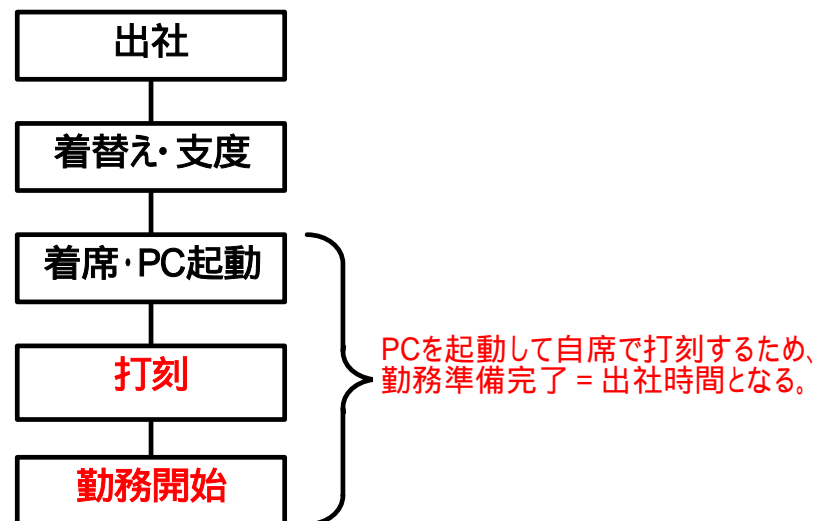 出社
着替え・支度
着席・PC起動
打刻
PCを起動して自席で打刻するため、
勤務準備完了 = 出社時間となる。
勤務開始